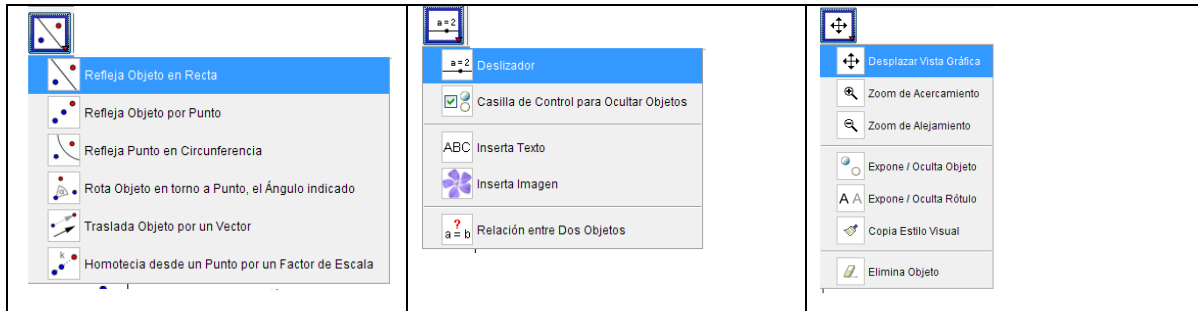 Refleja Objeto en Recta
Refleja Objeto por Punto
Refleja Punto en Circunferencia
α
Rota Objeto en torno a Punto, el Ángulo indicado
Traslada Objeto por un Vector
k
Homotecia desde un Punto por un Factor de Escala
a=2
a=2 Deslizador
Casilla de Control para Ocultar Objetos
ABC Inserta Texto
Inserta Imagen
?
a = b Relación entre Dos Objetos
Desplazar Vista Gráfica
Zoom de Acercamiento
Zoom de Alejamiento
Expone / Oculta Objeto
A A Expone / Oculta Rótulo
Copia Estilo Visual
Elimina Objeto